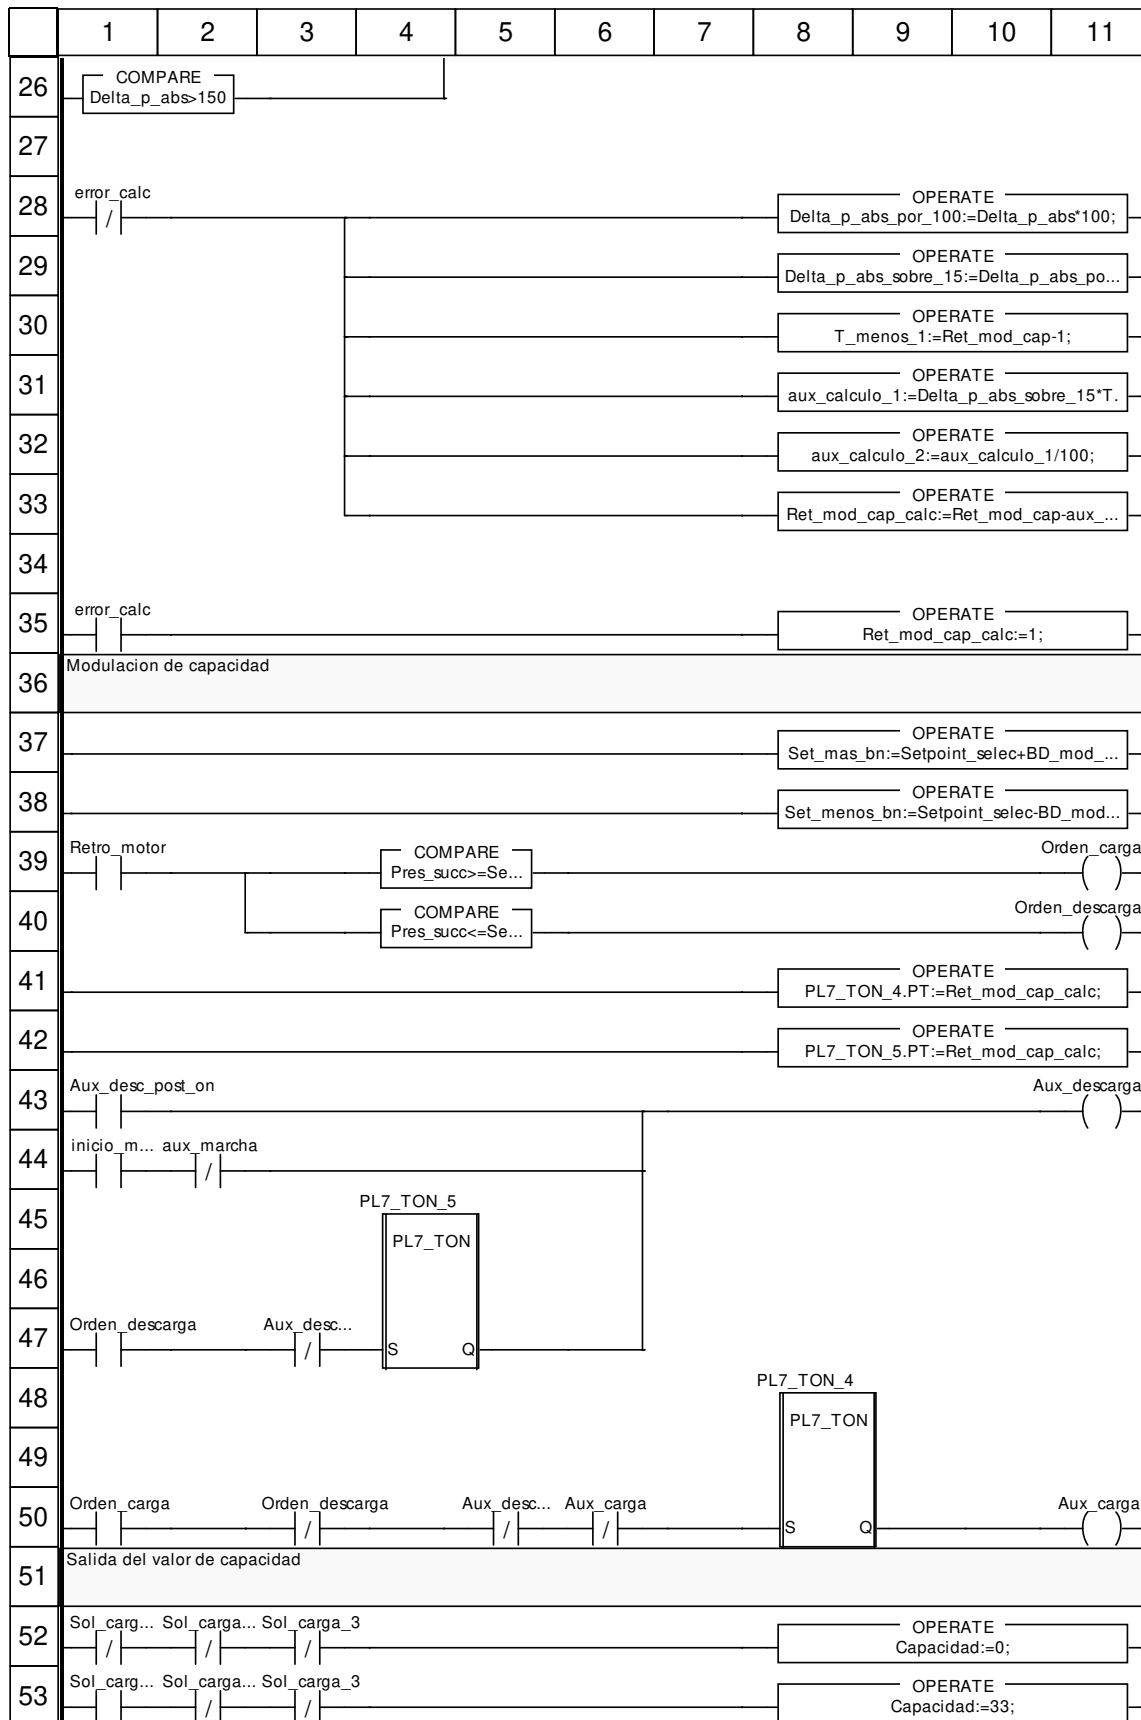 1 2 3 4 5 6 7 8 9 10 11
26
COMPARE
Delta_p_abs>150
27
28
error_calc
/
OPERATE
Delta_p_abs_por_100:=Delta_p_abs*100;
29
OPERATE
Delta_p_abs_sobre_15:=Delta_p_abs_po...
30
OPERATE
T_menos_1:=Ret_mod_cap-1;
31
OPERATE
aux_calculo_1:=Delta_p_abs_sobre_15*T.
32
OPERATE
aux_calculo_2:=aux_calculo_1/100;
33
OPERATE
Ret_mod_cap_calc:=Ret_mod_cap-aux_...
34
35
error_calc
OPERATE
Ret_mod_cap_calc:=1;
36
Modulacion de capacidad
37
OPERATE
Set_mas_bn:=Setpoint_selec+BD_mod_...
38
OPERATE
Set_menos_bn:=Setpoint_selec-BD_mod...
39
Retro_motor
COMPARE
Pres_succ>=Se...
Orden_carga
( )
40
COMPARE
Pres_succ<=Se...
Orden_descarga
( )
41
OPERATE
PL7_TON_4.PT:=Ret_mod_cap_calc;
42
OPERATE
PL7_TON_5.PT:=Ret_mod_cap_calc;
43
Aux_desc_post_on
Aux_descarga
( )
44
inicio_m... aux_marcha
/
45
PL7_TON_5
PL7_TON
46
47
Orden_descarga Aux_desc...
/
S Q
48
PL7_TON_4
PL7_TON
49
50
Orden_carga Orden_descarga Aux_desc... Aux_carga Aux_carga
/ / /
S Q
( )
51
Salida del valor de capacidad
52
Sol_carg... Sol_carga... Sol_carga_3
/ / /
OPERATE
Capacidad:=0;
53
Sol_carg... Sol_carga... Sol_carga_3
/ /
OPERATE
Capacidad:=33;